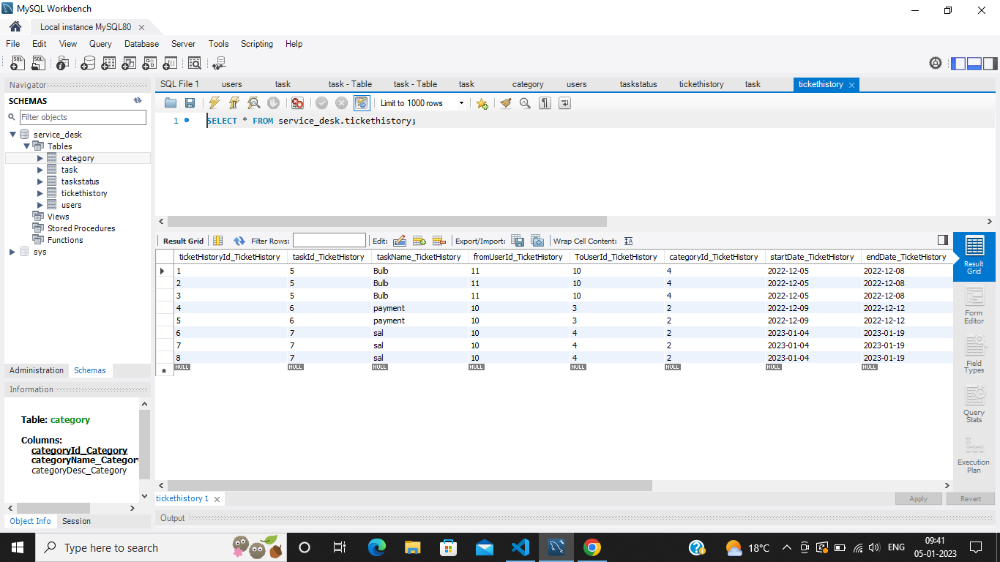 MySQL Workbench
Local instance MySQL80
File Edit View Query Database Server Tools Scripting Help
Navigator
SCHEMAS
Filter objects
service_desk
Tables
category
task
taskstatus
tickethistory
users
Views
Stored Procedures
Functions
sys
Administration Schemas
Information
Table: category
Columns:
categoryId_Category
categoryName_Categor
categoryDesc_Category
Object Info Session
SQL File 1 users task task - Table task - Table task category users taskstatus tickethistory task tickethistory
Limit to 1000 rows
1 SELECT * FROM service_desk.tickethistory;
Result Grid Filter Rows: Edit: Export/Import: Wrap Cell Content:
ticketHistoryId_TicketHistory taskId_TicketHistory taskName_TicketHistory fromUserId_TicketHistory ToUserId_TicketHistory categoryId_TicketHistory startDate_TicketHistory endDate_TicketHistory
1 5 Bulb 11 10 4 2022-12-05 2022-12-08
2 5 Bulb 11 10 4 2022-12-05 2022-12-08
3 5 Bulb 11 10 4 2022-12-05 2022-12-08
4 6 payment 10 3 2 2022-12-09 2022-12-12
5 6 payment 10 3 2 2022-12-09 2022-12-12
6 7 sal 10 4 2 2023-01-04 2023-01-19
7 7 sal 10 4 2 2023-01-04 2023-01-19
8 7 sal 10 4 2 2023-01-04 2023-01-19
NULL NULL NULL NULL NULL NULL NULL NULL
Result
Grid
Form
Editor
Field
Types
Query
Stats
Execution
Plan
tickethistory 1
Apply Revert
Output
Type here to search
18°C
ENG
09:41
05-01-2023